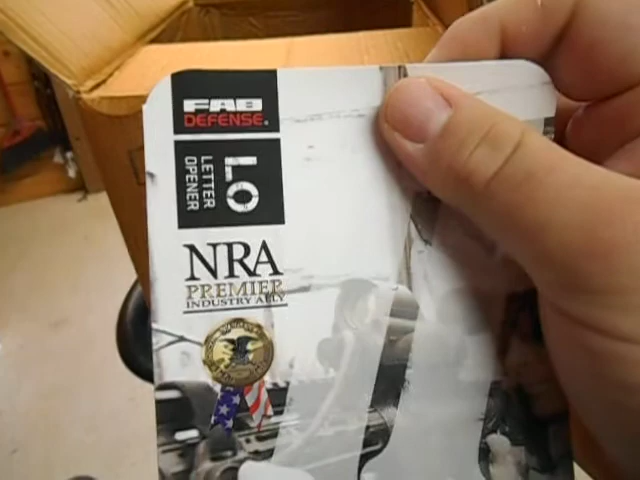 FAB
DEFENSE®
LO
LETTER
OPENER
NRA
PREMIER
INDUSTRY ALLY